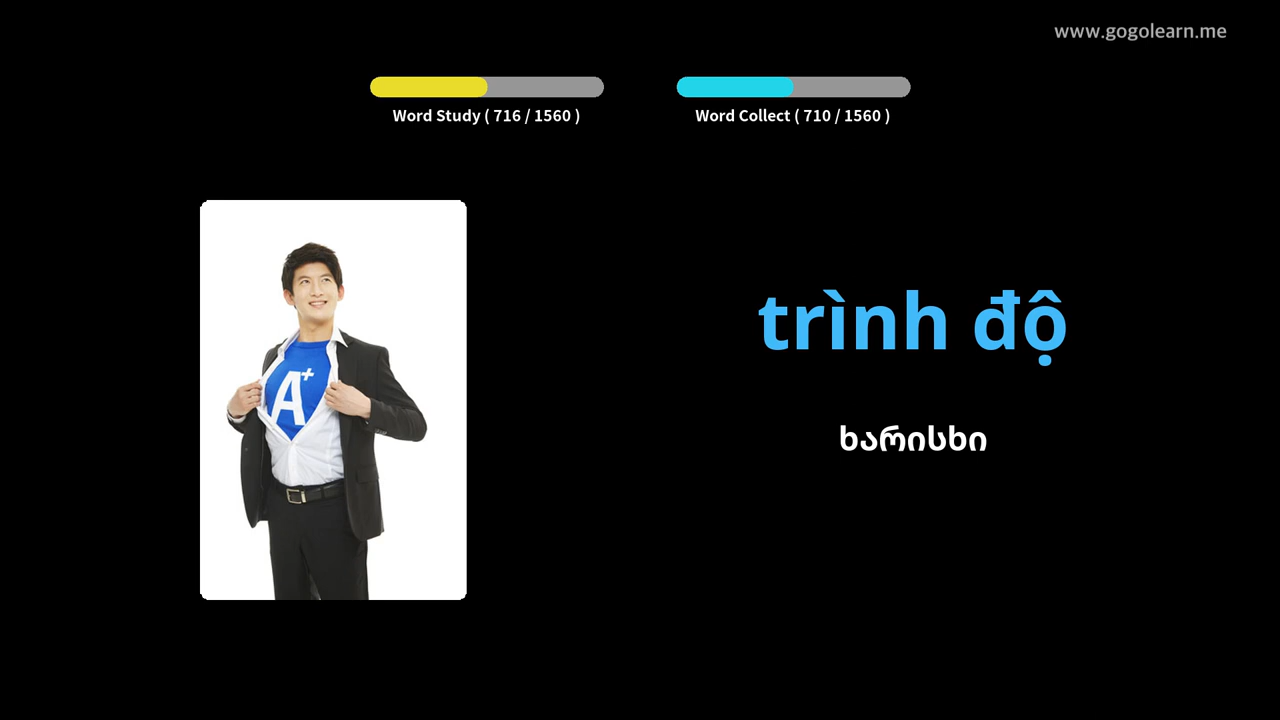 www.gogolearn.me
Word Study ( 716 / 1560 )
Word Collect ( 710 / 1560 )
A+
trình độ
ხარისხი